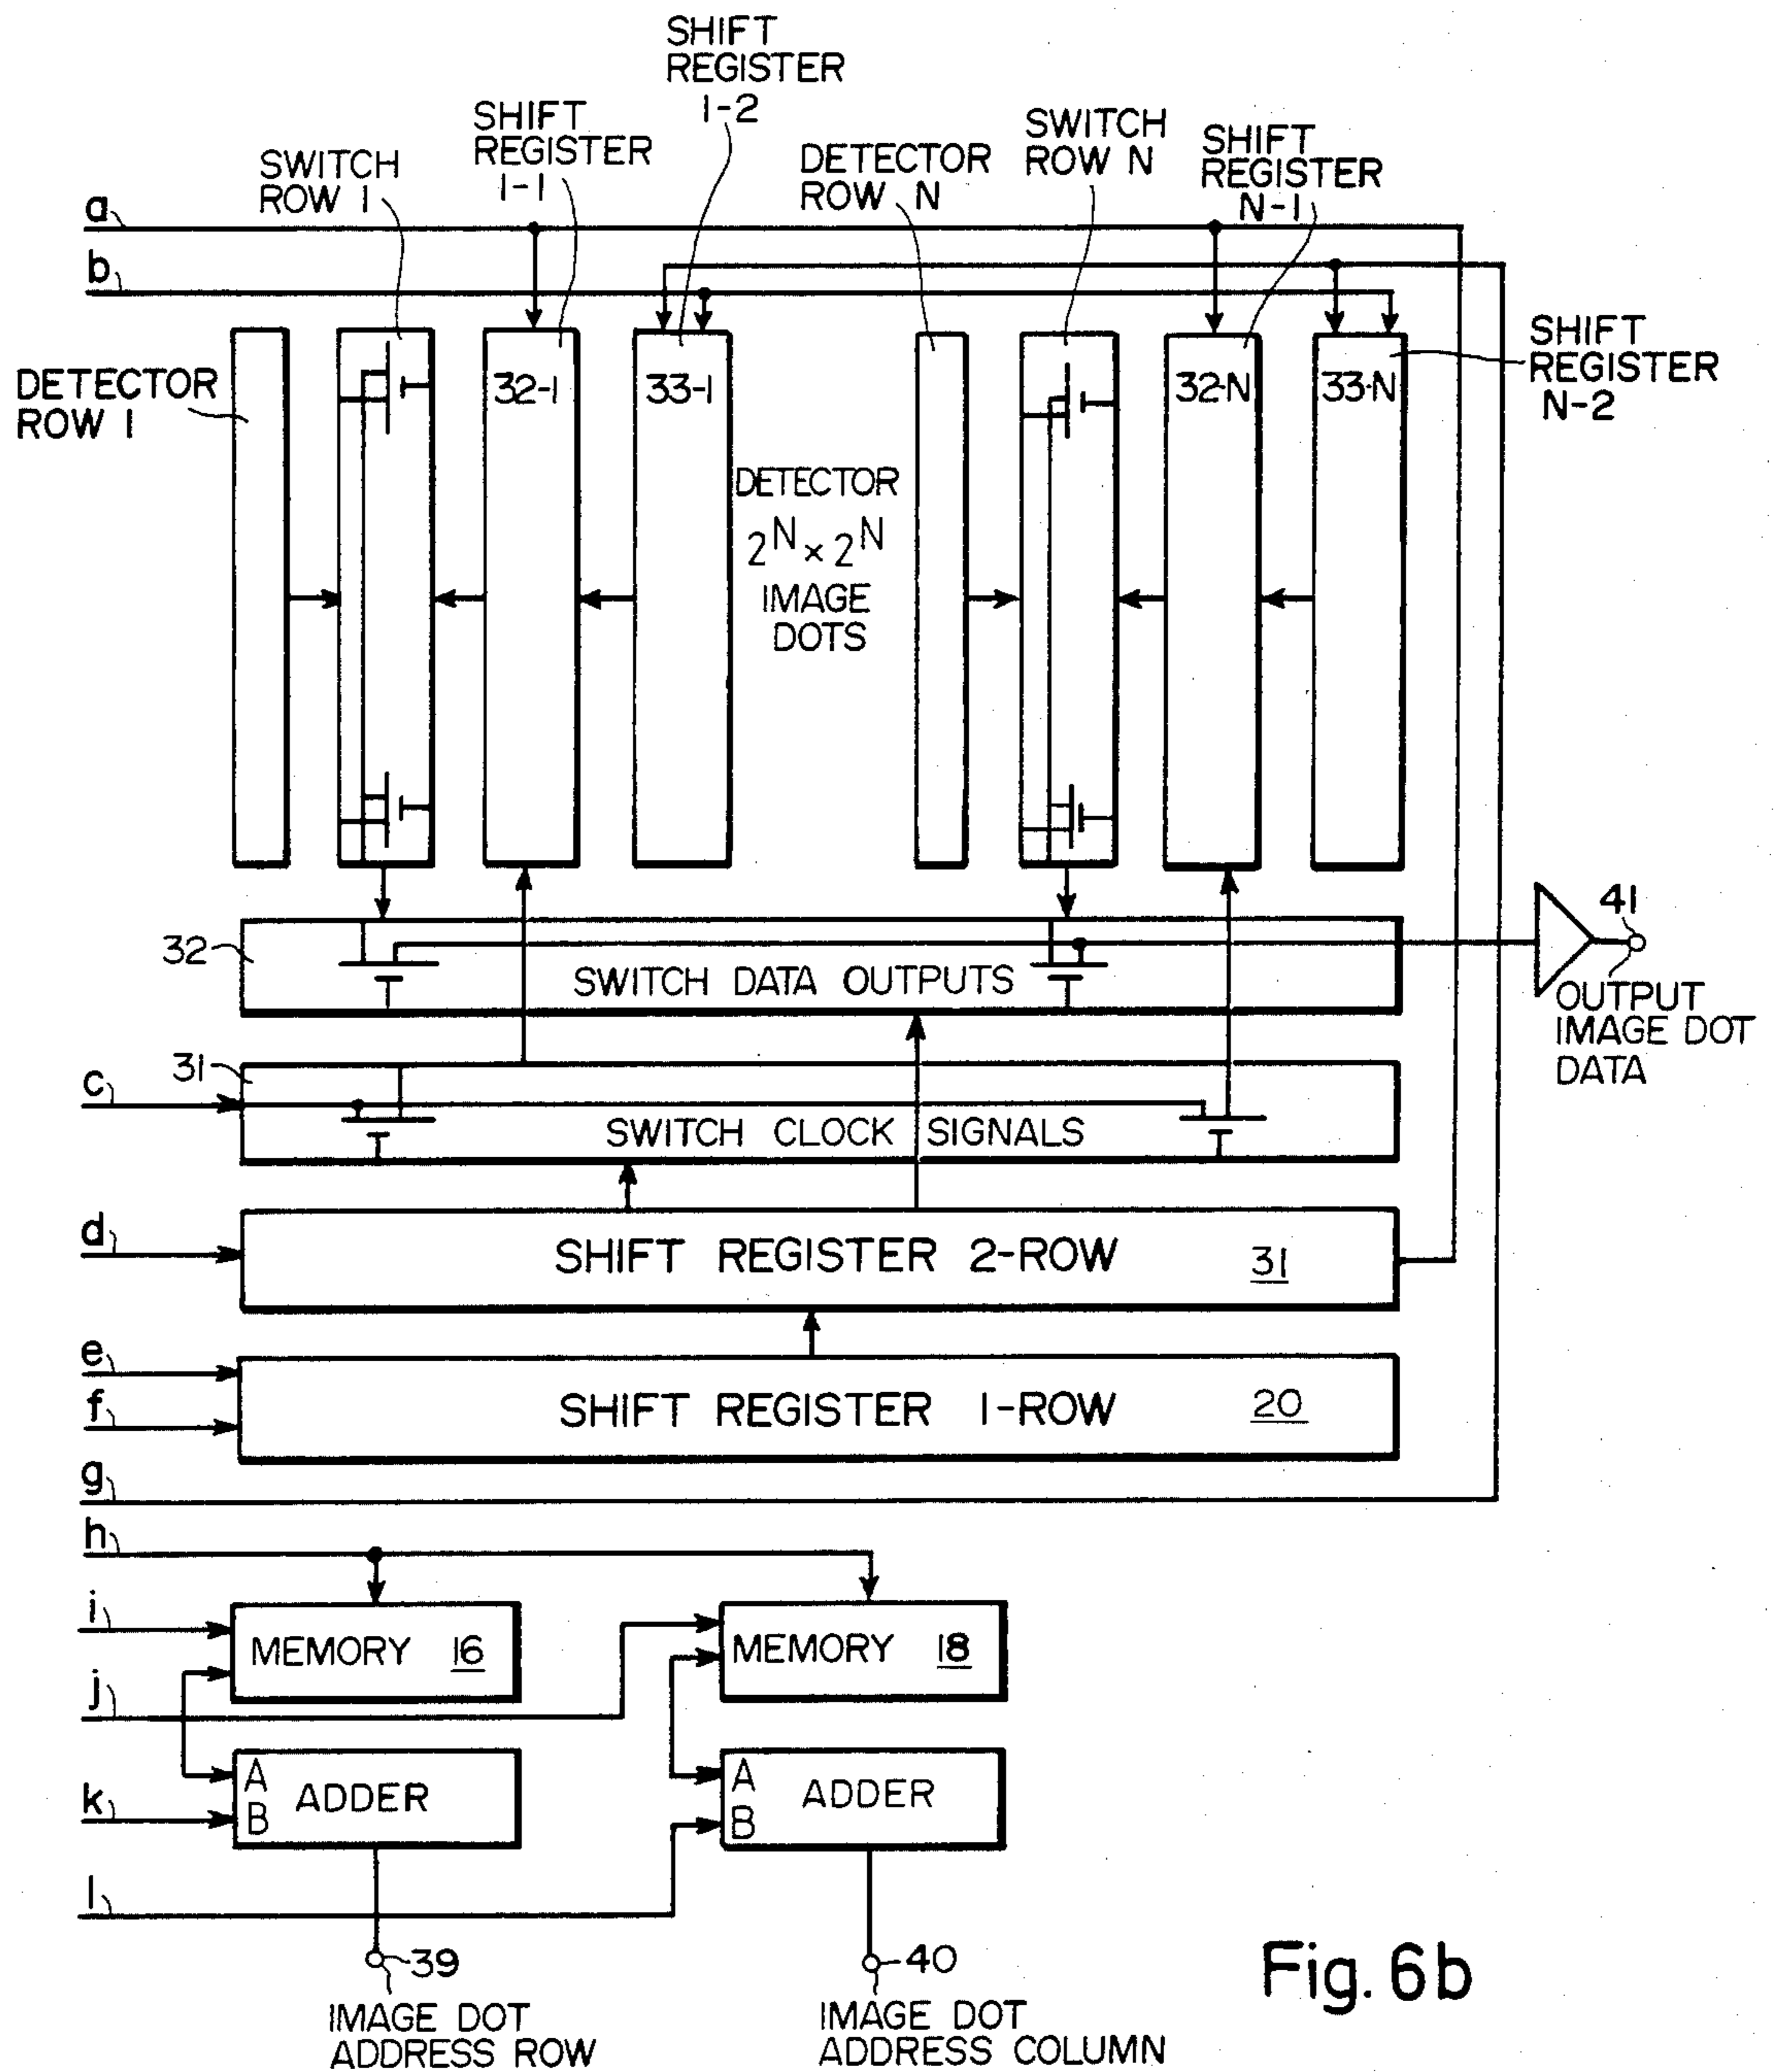 SHIFT
REGISTER
1-2
SHIFT
REGISTER
1-1
SWITCH
ROW 1
DETECTOR
ROW N
SWITCH
ROW N
SHIFT
REGISTER
N-1
a
b
DETECTOR
ROW 1
32-1
33-1
32-N
33-N
SHIFT
REGISTER
N-2
DETECTOR
2^N × 2^N
IMAGE
DOTS
32
SWITCH DATA OUTPUTS
41
OUTPUT
IMAGE DOT
DATA
31
c
SWITCH CLOCK SIGNALS
d
SHIFT REGISTER 2-ROW 31
e
f
SHIFT REGISTER 1-ROW 20
g
h
i
MEMORY 16
MEMORY 18
j
A
ADDER
B
A
ADDER
B
k
l
39
IMAGE DOT
ADDRESS ROW
40
IMAGE DOT
ADDRESS COLUMN
Fig. 6b